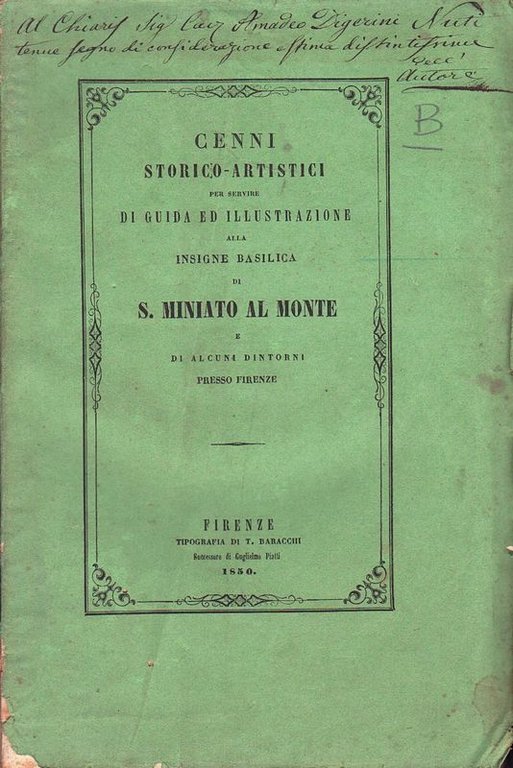 Al Chiaris Sig Cav Amadeo Digerini Nuti
tenue segno di considerazione e stima distintissima
dell'
Autore
B
CENNI
STORICO-ARTISTICI
PER SERVIRE
DI GUIDA ED ILLUSTRAZIONE
ALLA
INSIGNE BASILICA
DI
S. MINIATO AL MONTE
E
DI ALCUNI DINTORNI
PRESSO FIRENZE
FIRENZE
TIPOGRAFIA DI T. BARACCHI
Successore di Guglielmo Piatti
1850.